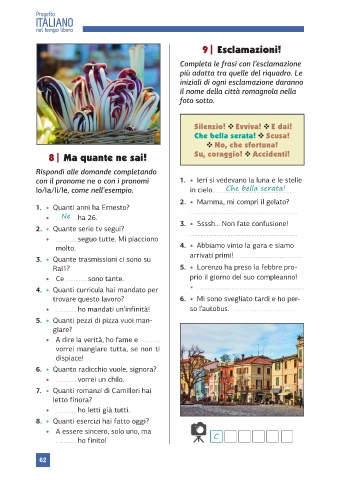 Progetto
ITALIANO
nel tempo libero
8 | Ma quante ne sai!
Rispondi alle domande completando
con il pronome ne o con i pronomi
lo/la/li/le, come nell'esempio.
1. • Quanti anni ha Ernesto?
• Ne ha 26.
2. • Quante serie tv segui?
• seguo tutte. Mi piacciono
molto.
3. • Quante trasmissioni ci sono su
Rai1?
• Ce sono tante.
4. • Quanti curricula hai mandato per
trovare questo lavoro?
• ho mandati un'infinità!
5. • Quanti pezzi di pizza vuoi man-
giare?
• A dire la verità, ho fame e
vorrei mangiare tutta, se non ti
dispiace!
6. • Quanto radicchio vuole, signora?
• vorrei un chilo.
7. • Quanti romanzi di Camilleri hai
letto finora?
• ho letti già tutti.
8. • Quanti esercizi hai fatto oggi?
• A essere sincero, solo uno, ma
ho finito!
9 | Esclamazioni!
Completa le frasi con l'esclamazione
più adatta tra quelle del riquadro. Le
iniziali di ogni esclamazione daranno
il nome della città romagnola nella
foto sotto.
Silenzio! ❖ Evviva! ❖ E dai!
Che bella serata! ❖ Scusa!
❖ No, che sfortuna!
Su, coraggio! ❖ Accidenti!
1. • Ieri si vedevano la luna e le stelle
in cielo. Che bella serata!
2. • Mamma, mi compri il gelato?
3. • Ssssh... Non fate confusione!
4. • Abbiamo vinto la gara e siamo
arrivati primi!
5. • Lorenzo ha preso la febbre pro-
prio il giorno del suo compleanno!
•
6. • Mi sono svegliato tardi e ho per-
so l'autobus.
C
62